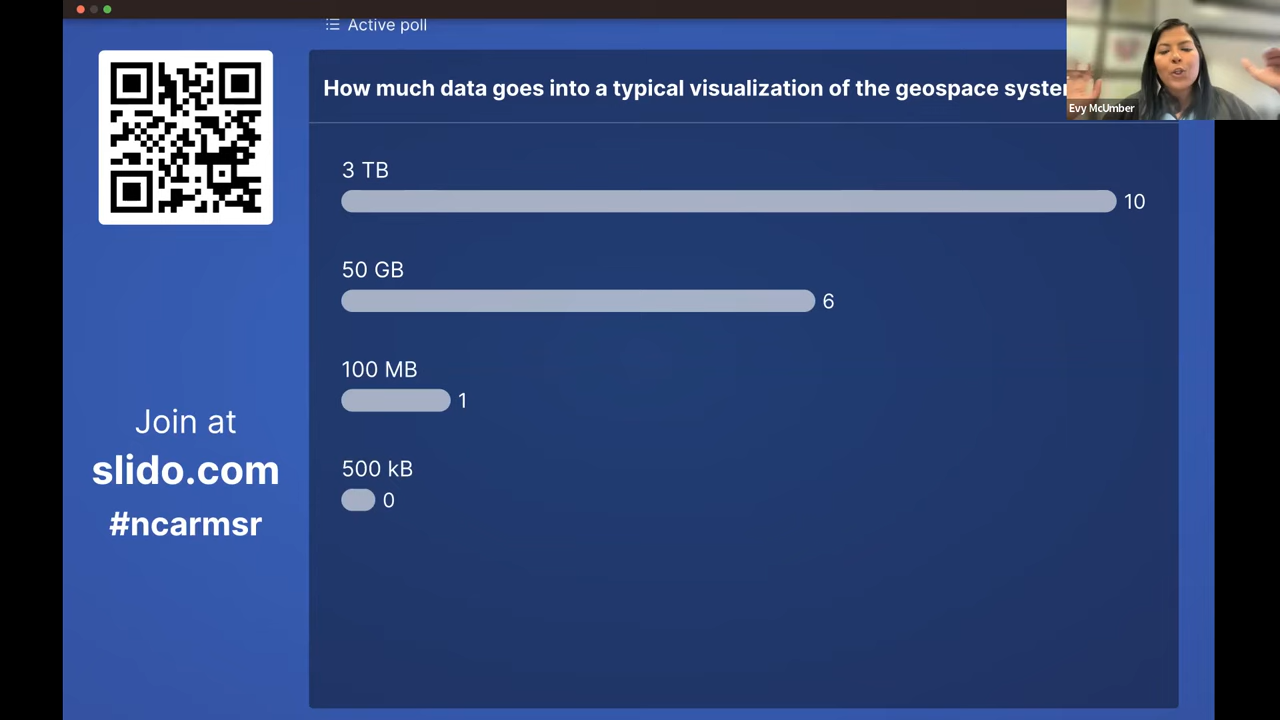 Active poll
How much data goes into a typical visualization of the geospace
Evy McUmber
3 TB
10
50 GB
6
100 MB
1
500 kB
0
Join at
slido.com
#ncarmsr